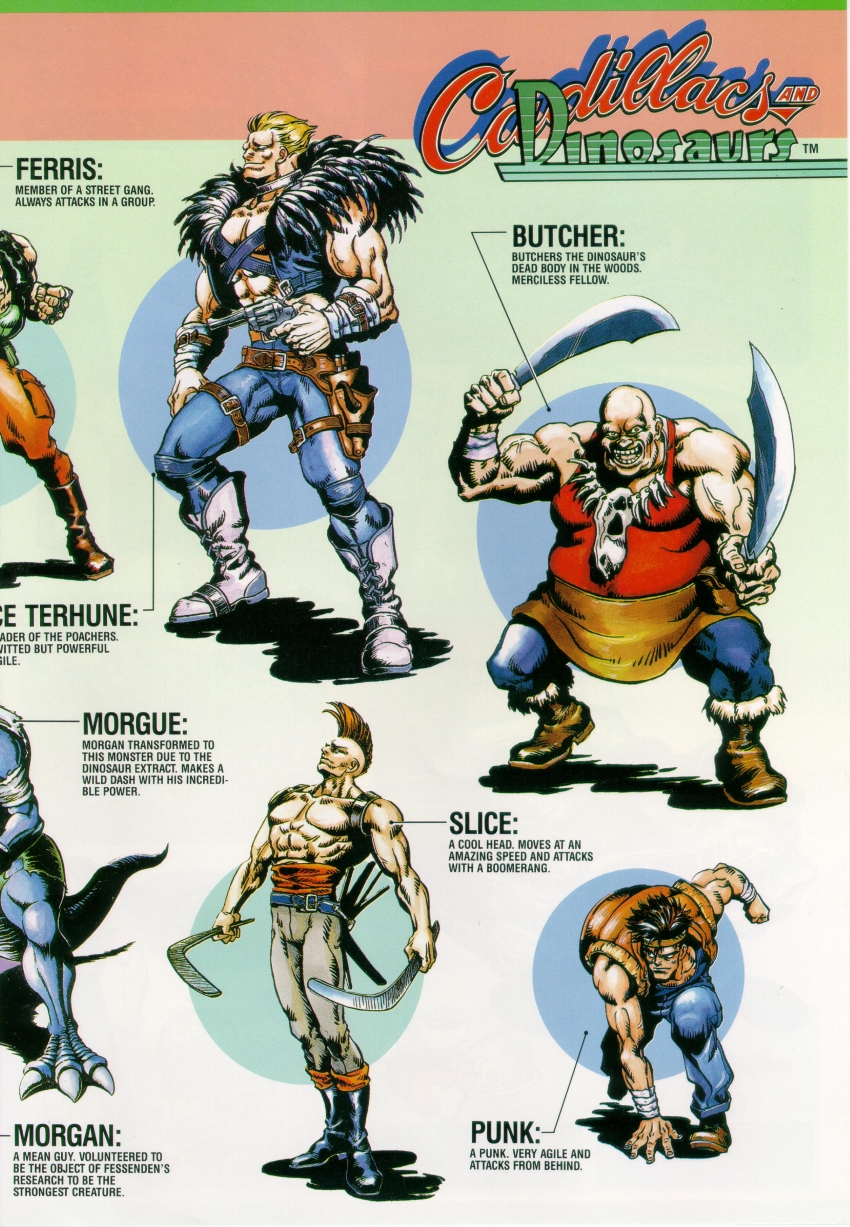 Cadillacs AND
Dinosaurs TM
FERRIS:
MEMBER OF A STREET GANG.
ALWAYS ATTACKS IN A GROUP.
BUTCHER:
BUTCHERS THE DINOSAUR'S
DEAD BODY IN THE WOODS.
MERCILESS FELLOW.
CE TERHUNE:
ADER OF THE POACHERS.
WITTED BUT POWERFUL
GILE.
MORGUE:
MORGAN TRANSFORMED TO
THIS MONSTER DUE TO THE
DINOSAUR EXTRACT. MAKES A
WILD DASH WITH HIS INCREDI-
BLE POWER.
SLICE:
A COOL HEAD. MOVES AT AN
AMAZING SPEED AND ATTACKS
WITH A BOOMERANG.
MORGAN:
A MEAN GUY. VOLUNTEERED TO
BE THE OBJECT OF FESSENDEN'S
RESEARCH TO BE THE
STRONGEST CREATURE.
PUNK:
A PUNK. VERY AGILE AND
ATTACKS FROM BEHIND.